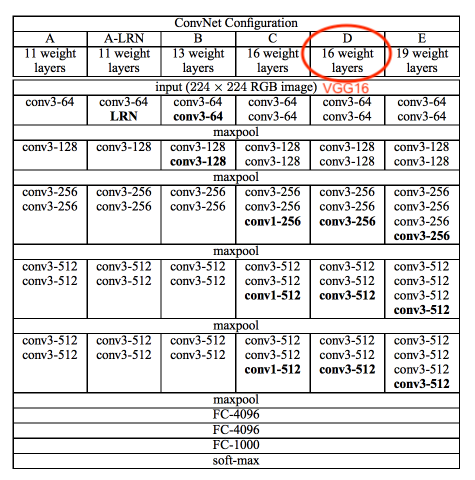 ConvNet Configuration
A A-LRN B C D E
11 weight 11 weight 13 weight 16 weight 16 weight 19 weight
layers layers layers layers layers layers
input (224 × 224 RGB image) VGG16
conv3-64 conv3-64 conv3-64 conv3-64 conv3-64 conv3-64
LRN conv3-64 conv3-64 conv3-64 conv3-64
maxpool
conv3-128 conv3-128 conv3-128 conv3-128 conv3-128 conv3-128
conv3-128 conv3-128 conv3-128 conv3-128
maxpool
conv3-256 conv3-256 conv3-256 conv3-256 conv3-256 conv3-256
conv3-256 conv3-256 conv3-256 conv3-256 conv3-256 conv3-256
conv1-256 conv3-256 conv3-256
conv3-256
maxpool
conv3-512 conv3-512 conv3-512 conv3-512 conv3-512 conv3-512
conv3-512 conv3-512 conv3-512 conv3-512 conv3-512 conv3-512
conv1-512 conv3-512 conv3-512
conv3-512
maxpool
conv3-512 conv3-512 conv3-512 conv3-512 conv3-512 conv3-512
conv3-512 conv3-512 conv3-512 conv3-512 conv3-512 conv3-512
conv1-512 conv3-512 conv3-512
conv3-512
maxpool
FC-4096
FC-4096
FC-1000
soft-max